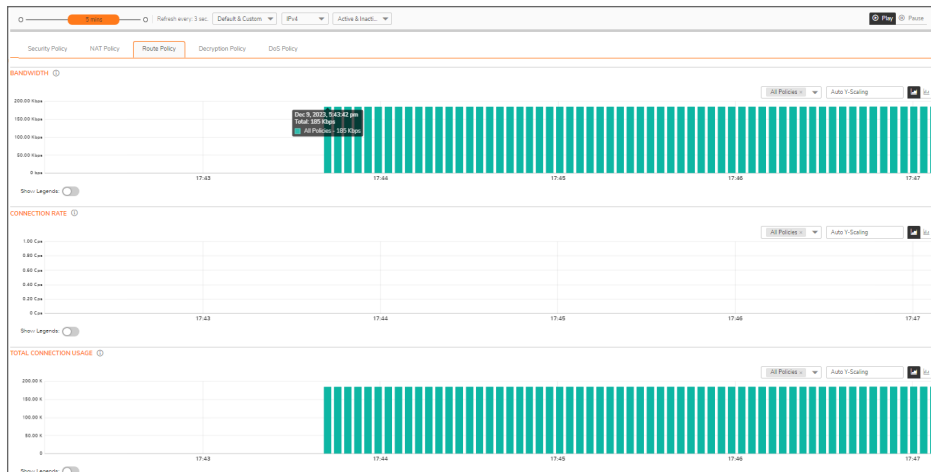 5 mins Refresh every: 3 sec Default & Custom IPv4 Active & Inacti... Play Pause
Security Policy NAT Policy Route Policy Decryption Policy DoS Policy
BANDWIDTH
All Policies × Auto Y-Scaling
200.00 Kbps
Dec 9, 2023, 5:43:42 pm
Total: 185 Kbps
All Policies - 185 Kbps
150.00 Kbps
100.00 Kbps
50.00 Kbps
0 kbps
17:43 17:44 17:45 17:46 17:47
Show Legends:
CONNECTION RATE
All Policies × Auto Y-Scaling
1.00 Cps
0.80 Cps
0.60 Cps
0.40 Cps
0.20 Cps
0 Cps
17:43 17:44 17:45 17:46 17:47
Show Legends:
TOTAL CONNECTION USAGE
All Policies × Auto Y-Scaling
200.00 K
150.00 K
100.00 K
50.00 K
0
17:43 17:44 17:45 17:46 17:47
Show Legends: